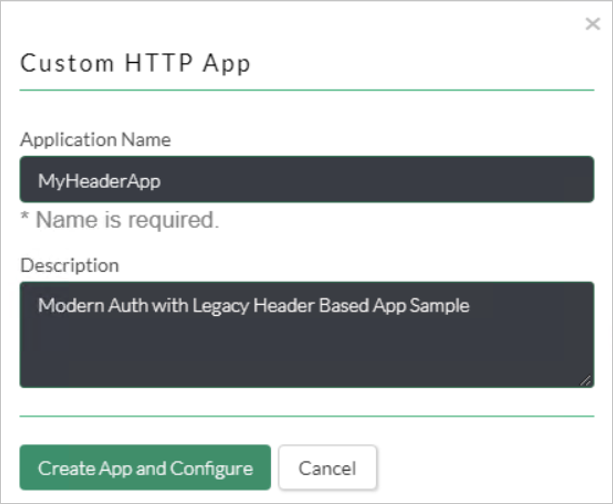 ×
Custom HTTP App
Application Name
MyHeaderApp
* Name is required.
Description
Modern Auth with Legacy Header Based App Sample
Create App and Configure
Cancel